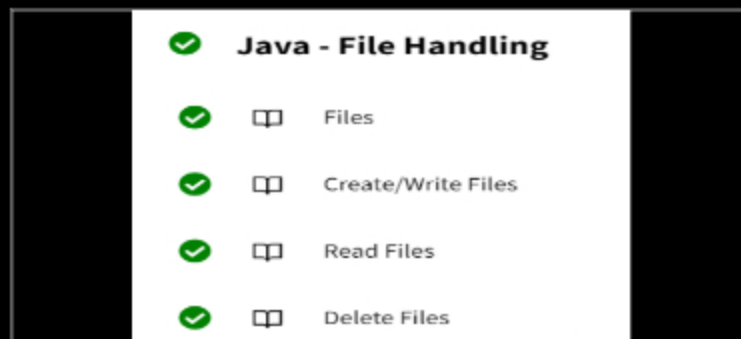 Java - File Handling
Files
Create/Write Files
Read Files
Delete Files